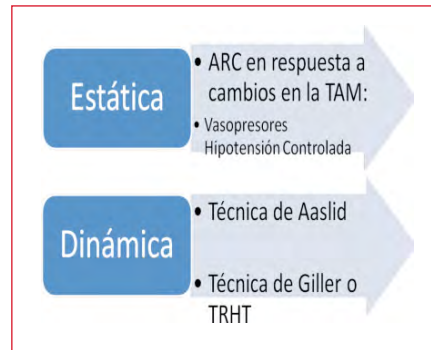 Estática
• ARC en respuesta a
cambios en la TAM:
• Vasopresores
Hipotensión Controlada
Dinámica
• Técnica de Aaslid
• Técnica de Giller o
TRHT